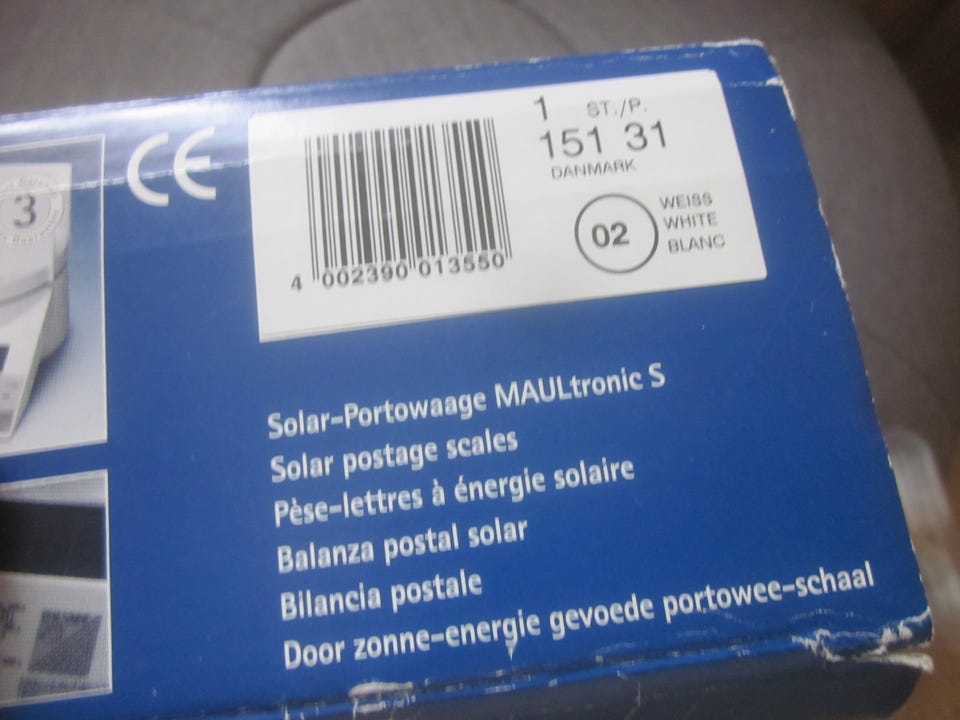 3
CE
1 ST./P.
151 31
DANMARK
02
WEISS
WHITE
BLANC
4 002390 013550
Solar-Portowaage MAULtronic S
Solar postage scales
Pèse-lettres à énergie solaire
Balanza postal solar
Bilancia postale
Door zonne-energie gevoede portowee-schaal